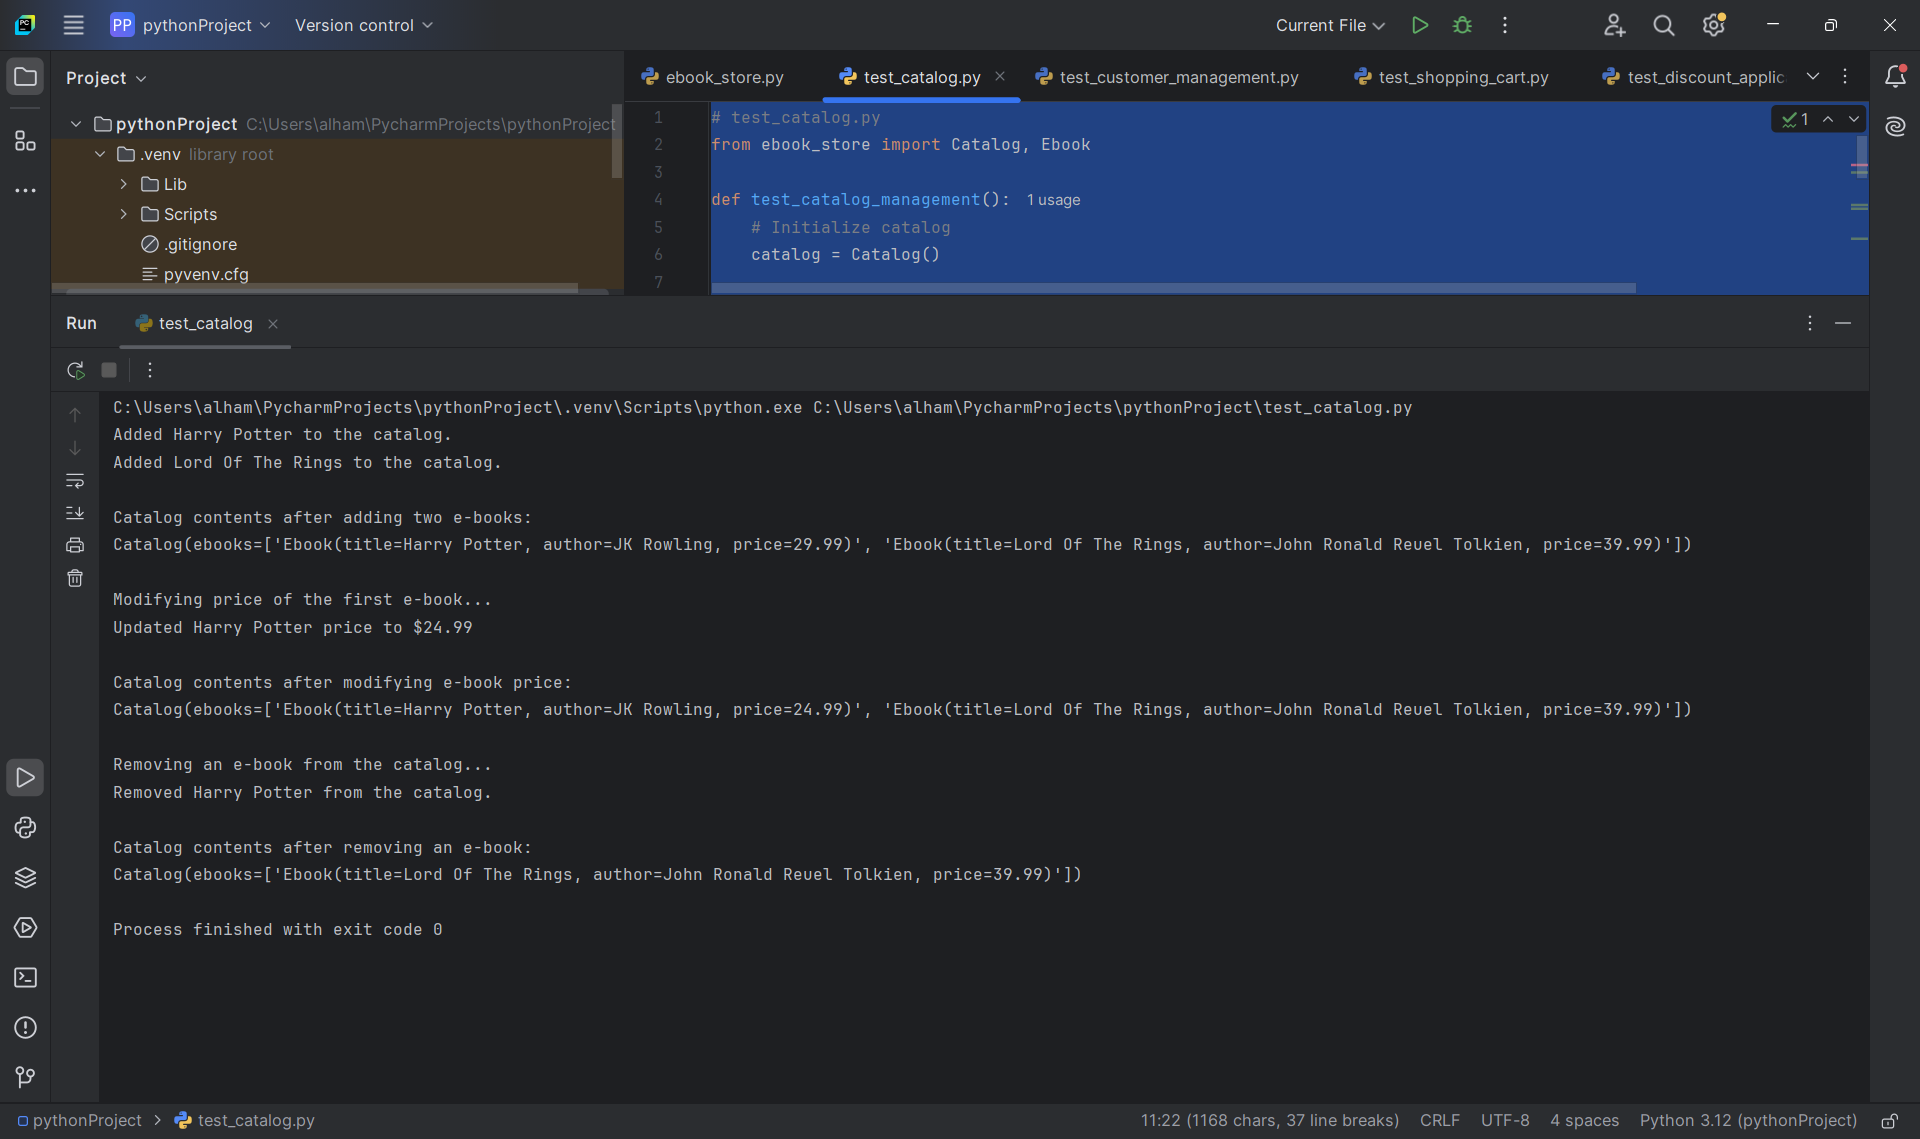 PP pythonProject Version control Current File
Project
ebook_store.py test_catalog.py test_customer_management.py test_shopping_cart.py test_discount_applic
pythonProject C:\Users\alham\PycharmProjects\pythonProject
.venv library root
Lib
Scripts
.gitignore
pyvenv.cfg
1 # test_catalog.py
2 from ebook_store import Catalog, Ebook
3
4 def test_catalog_management(): 1 usage
5 # Initialize catalog
6 catalog = Catalog()
7
1
Run test_catalog
C:\Users\alham\PycharmProjects\pythonProject\.venv\Scripts\python.exe C:\Users\alham\PycharmProjects\pythonProject\test_catalog.py
Added Harry Potter to the catalog.
Added Lord Of The Rings to the catalog.
Catalog contents after adding two e-books:
Catalog(ebooks=['Ebook(title=Harry Potter, author=JK Rowling, price=29.99)', 'Ebook(title=Lord Of The Rings, author=John Ronald Reuel Tolkien, price=39.99)'])
Modifying price of the first e-book...
Updated Harry Potter price to $24.99
Catalog contents after modifying e-book price:
Catalog(ebooks=['Ebook(title=Harry Potter, author=JK Rowling, price=24.99)', 'Ebook(title=Lord Of The Rings, author=John Ronald Reuel Tolkien, price=39.99)'])
Removing an e-book from the catalog...
Removed Harry Potter from the catalog.
Catalog contents after removing an e-book:
Catalog(ebooks=['Ebook(title=Lord Of The Rings, author=John Ronald Reuel Tolkien, price=39.99)'])
Process finished with exit code 0
pythonProject > test_catalog.py 11:22 (1168 chars, 37 line breaks) CRLF UTF-8 4 spaces Python 3.12 (pythonProject)